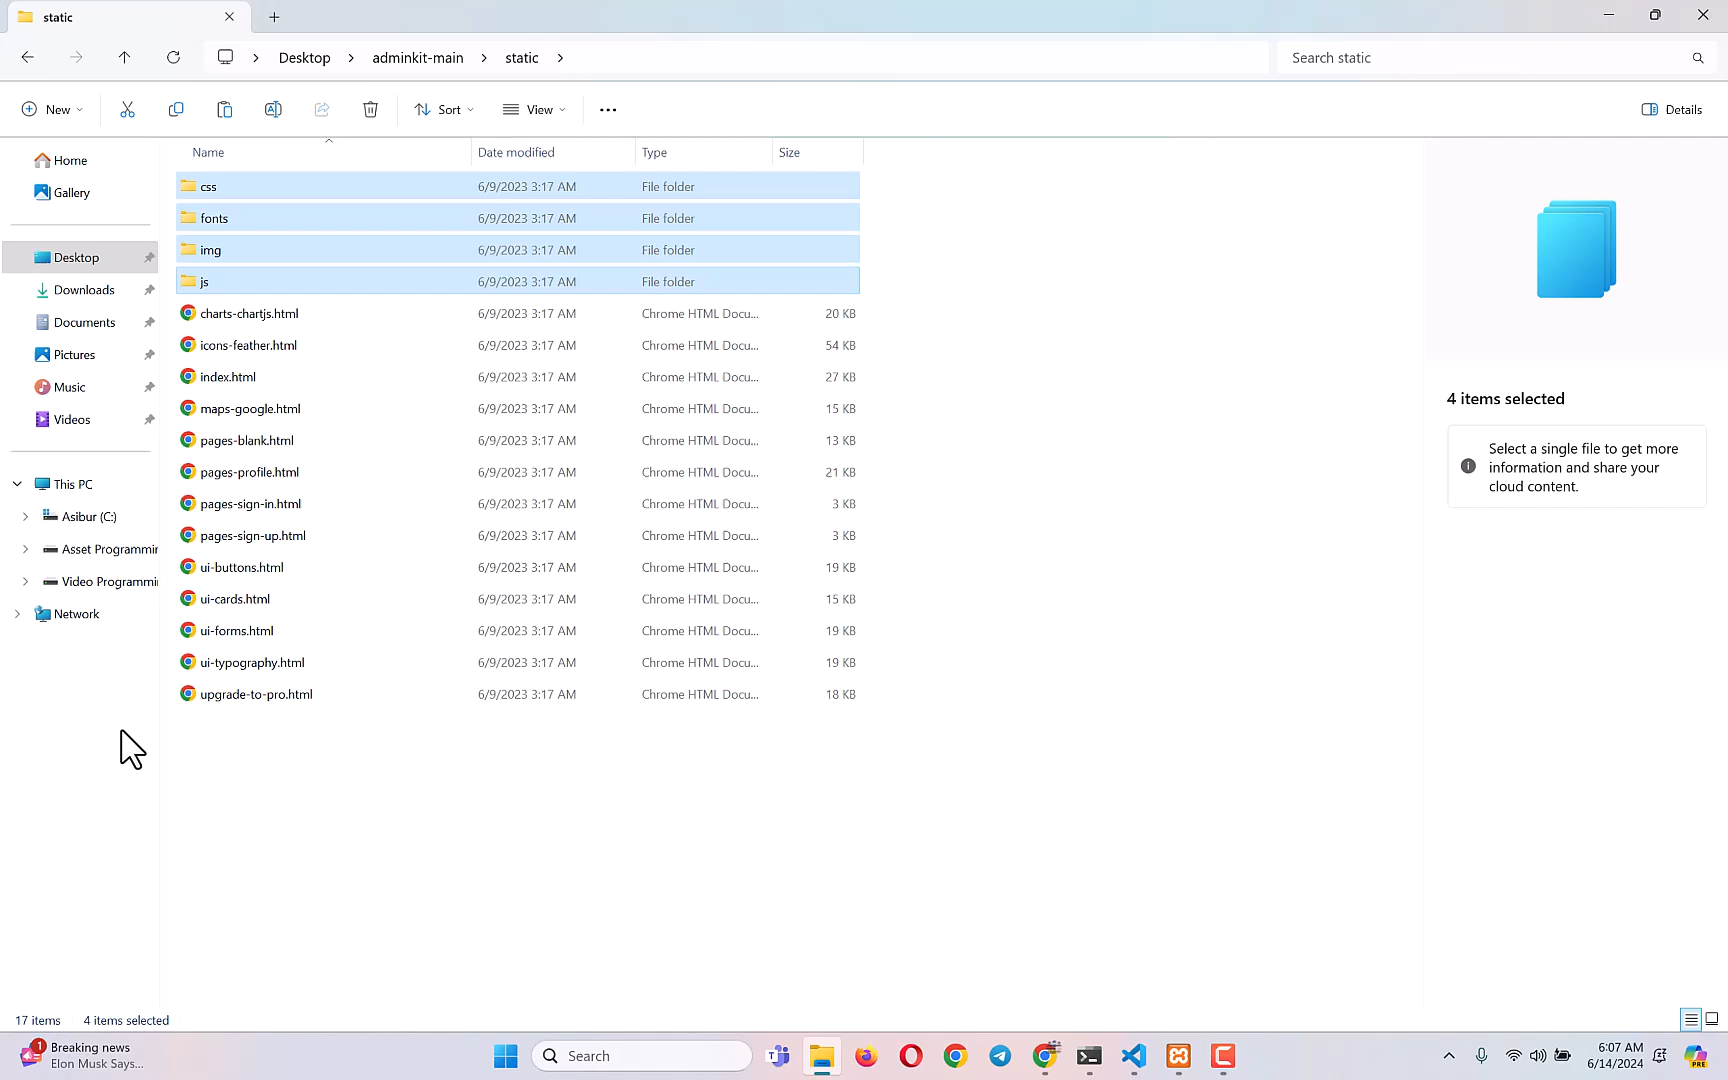 static
Desktop adminkit-main static
Search static
New Sort View Details
Home
Gallery
Desktop
Downloads
Documents
Pictures
Music
Videos
This PC
Asibur (C:)
Asset Programmin
Video Programmin
Network
Name Date modified Type Size
css 6/9/2023 3:17 AM File folder
fonts 6/9/2023 3:17 AM File folder
img 6/9/2023 3:17 AM File folder
js 6/9/2023 3:17 AM File folder
charts-chartjs.html 6/9/2023 3:17 AM Chrome HTML Docu... 20 KB
icons-feather.html 6/9/2023 3:17 AM Chrome HTML Docu... 54 KB
index.html 6/9/2023 3:17 AM Chrome HTML Docu... 27 KB
maps-google.html 6/9/2023 3:17 AM Chrome HTML Docu... 15 KB
pages-blank.html 6/9/2023 3:17 AM Chrome HTML Docu... 13 KB
pages-profile.html 6/9/2023 3:17 AM Chrome HTML Docu... 21 KB
pages-sign-in.html 6/9/2023 3:17 AM Chrome HTML Docu... 3 KB
pages-sign-up.html 6/9/2023 3:17 AM Chrome HTML Docu... 3 KB
ui-buttons.html 6/9/2023 3:17 AM Chrome HTML Docu... 19 KB
ui-cards.html 6/9/2023 3:17 AM Chrome HTML Docu... 15 KB
ui-forms.html 6/9/2023 3:17 AM Chrome HTML Docu... 19 KB
ui-typography.html 6/9/2023 3:17 AM Chrome HTML Docu... 19 KB
upgrade-to-pro.html 6/9/2023 3:17 AM Chrome HTML Docu... 18 KB
4 items selected
Select a single file to get more
information and share your
cloud content.
17 items 4 items selected
1
Breaking news
Elon Musk Says...
Search
6:07 AM
6/14/2024
PRE